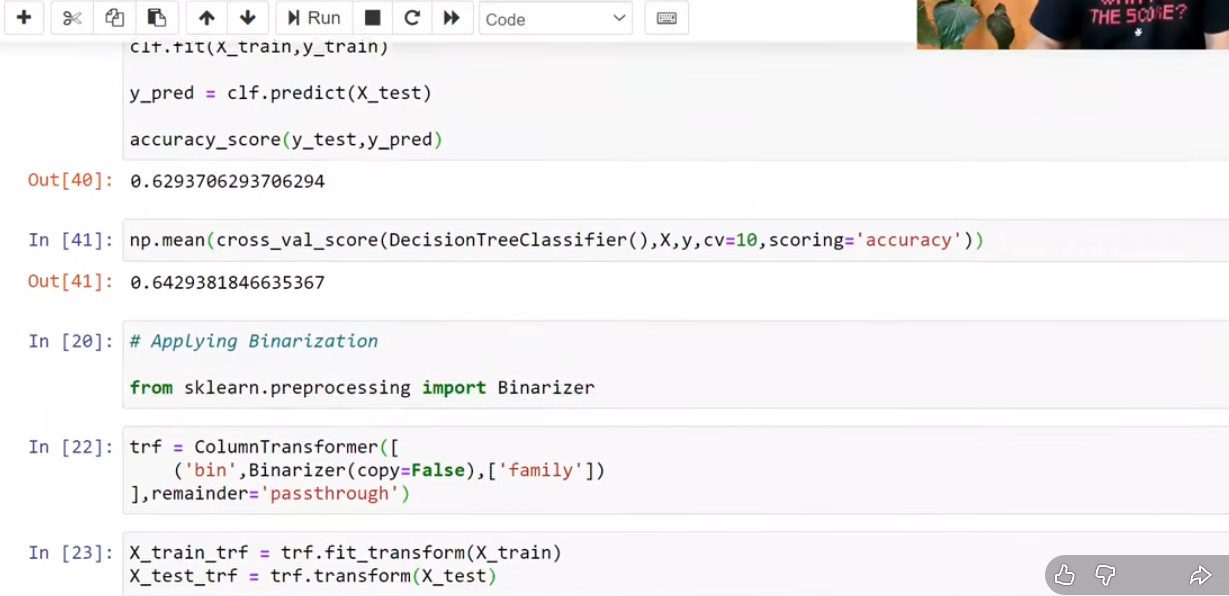 Run
Code
THE SCORE?
clf.fit(X_train,y_train)
y_pred = clf.predict(X_test)
accuracy_score(y_test,y_pred)
Out[40]: 0.6293706293706294
In [41]: np.mean(cross_val_score(DecisionTreeClassifier(),X,y,cv=10,scoring='accuracy'))
Out[41]: 0.6429381846635367
In [20]: # Applying Binarization
from sklearn.preprocessing import Binarizer
In [22]: trf = ColumnTransformer([
('bin',Binarizer(copy=False),['family'])
],remainder='passthrough')
In [23]: X_train_trf = trf.fit_transform(X_train)
X_test_trf = trf.transform(X_test)